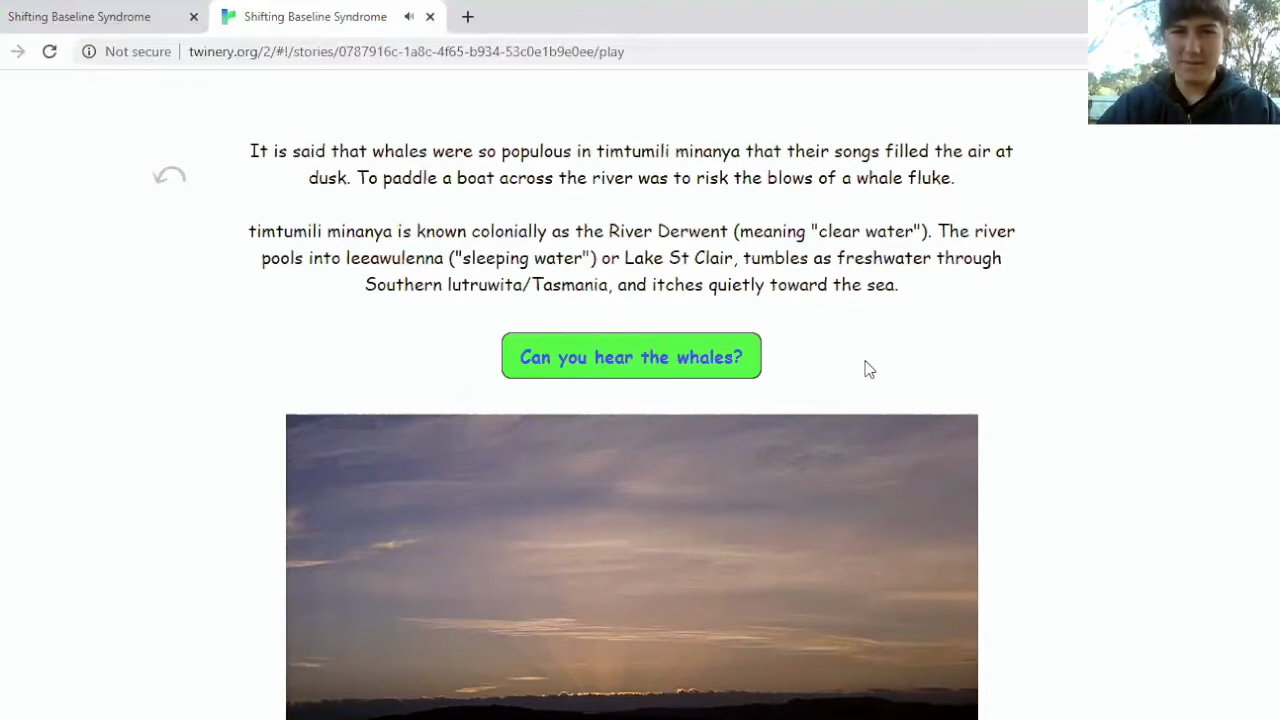 Shifting Baseline Syndrome
Shifting Baseline Syndrome
Not secure
twinery.org/2/#!/stories/0787916c-1a8c-4f65-b934-53c0e1b9e0ee/play
It is said that whales were so populous in timtumili minanya that their songs filled the air at
dusk. To paddle a boat across the river was to risk the blows of a whale fluke.
timtumili minanya is known colonially as the River Derwent (meaning "clear water"). The river
pools into leeawulenna ("sleeping water") or Lake St Clair, tumbles as freshwater through
Southern lutruwita/Tasmania, and itches quietly toward the sea.
Can you hear the whales?